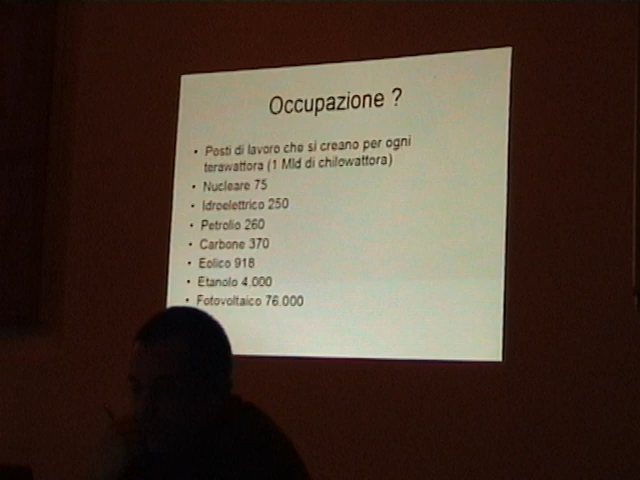 Occupazione ?
• Posti di lavoro che si creano per ogni
terawattora (1 Mld di chilowattora)
• Nucleare 75
• Idroelettrico 250
• Petrolio 260
• Carbone 370
• Eolico 918
• Etanolo 4.000
• Fotovoltaico 76.000